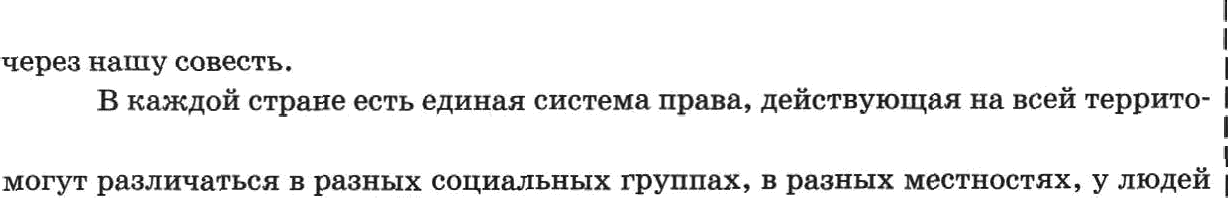 через нашу совесть.
В каждой стране есть единая система права, действующая на всей террито-
могут различаться в разных социальных группах, в разных местностях, у людей